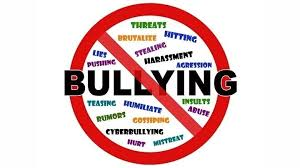 THREATS
BRUTALIZE HITTING
LIES STEALING
PUSHING HARASSMENT
AGRESSION
BULLYING
TEASING HUMILIATE INSULTS
ABUSE
RUMORS GOSSIPING
CYBERBULLYING
HURT MISTREAT